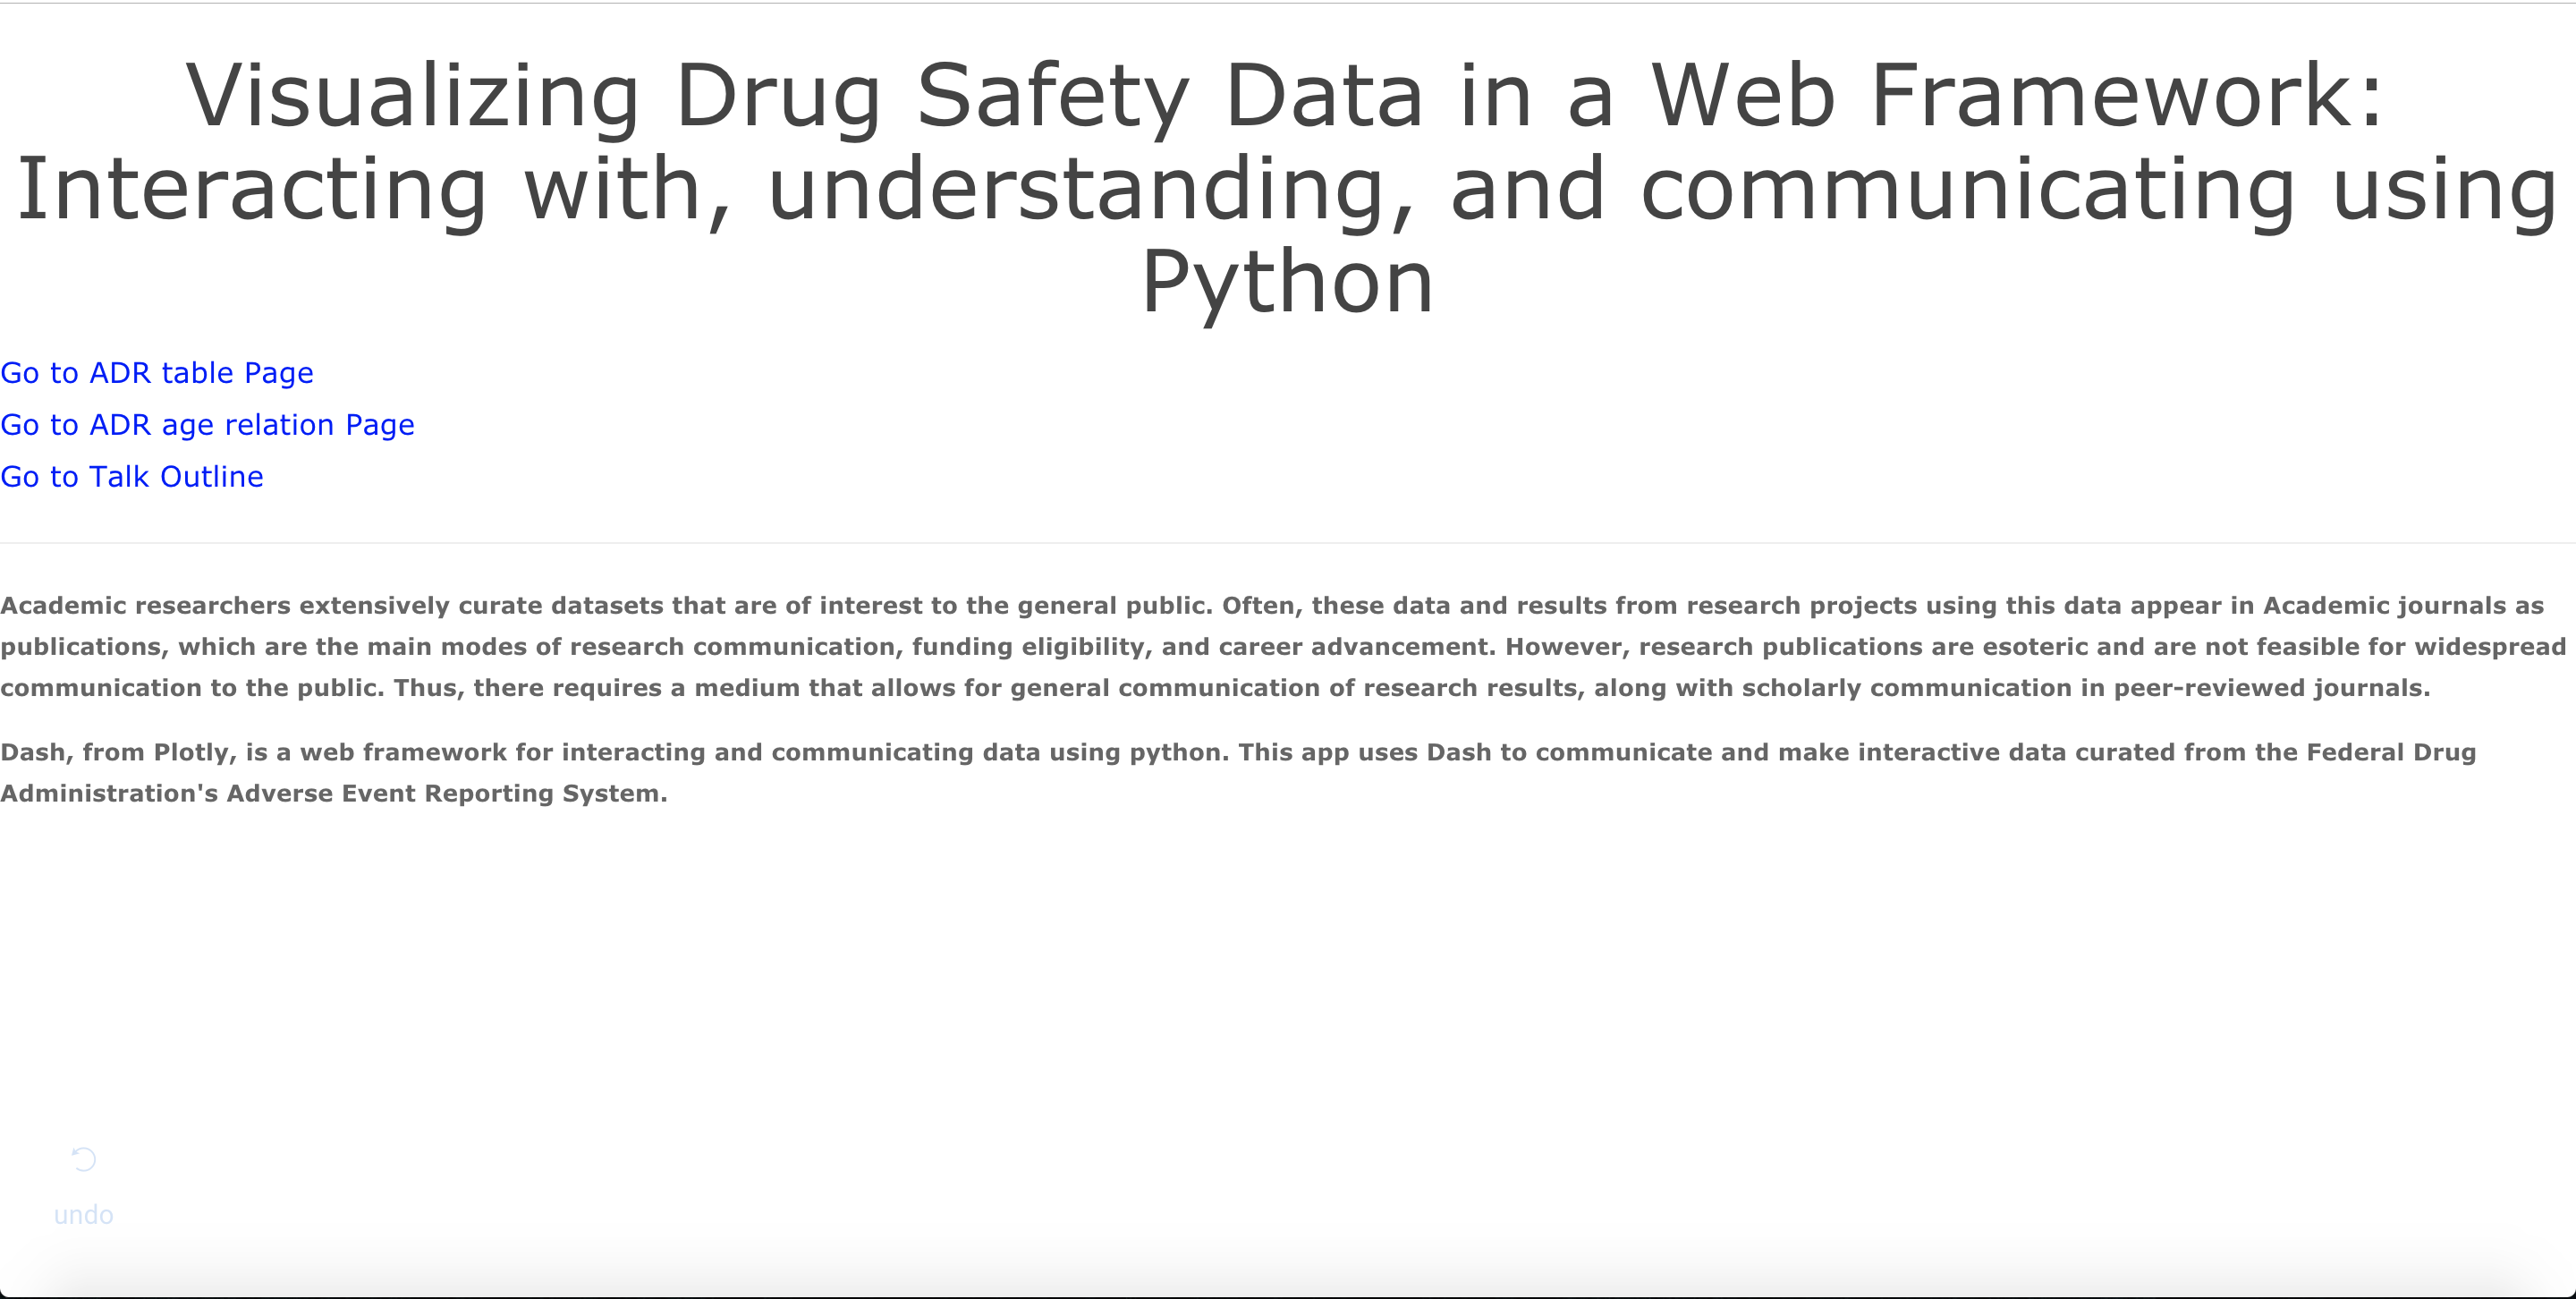 Visualizing Drug Safety Data in a Web Framework:
Interacting with, understanding, and communicating using
Python
Go to ADR table Page
Go to ADR age relation Page
Go to Talk Outline
Academic researchers extensively curate datasets that are of interest to the general public. Often, these data and results from research projects using this data appear in Academic journals as
publications, which are the main modes of research communication, funding eligibility, and career advancement. However, research publications are esoteric and are not feasible for widespread
communication to the public. Thus, there requires a medium that allows for general communication of research results, along with scholarly communication in peer-reviewed journals.
Dash, from Plotly, is a web framework for interacting and communicating data using python. This app uses Dash to communicate and make interactive data curated from the Federal Drug
Administration's Adverse Event Reporting System.
undo